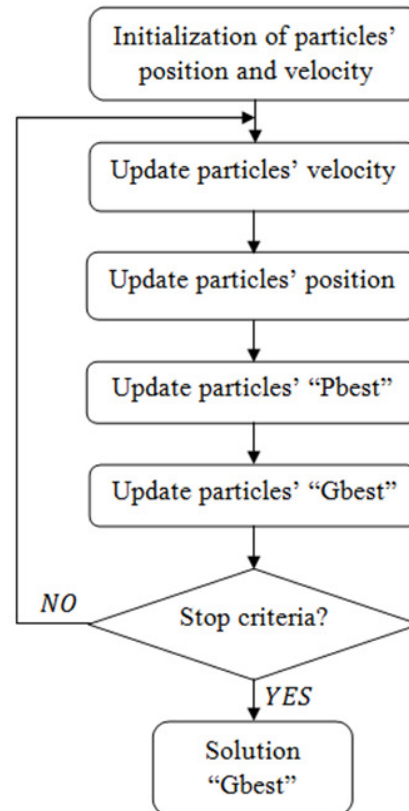 Initialization of particles’
position and velocity
Update particles’ velocity
Update particles’ position
Update particles’ “Pbest”
Update particles’ “Gbest”
Stop criteria?
NO
YES
Solution
“Gbest”